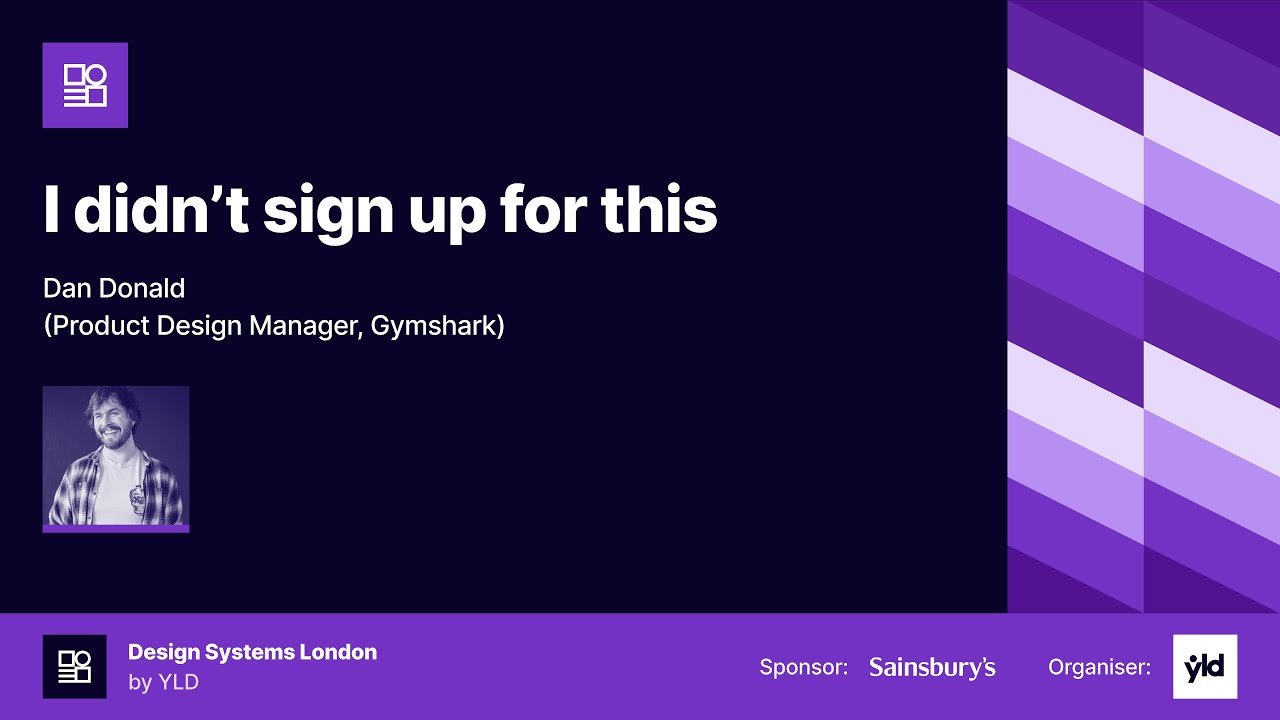 I didn’t sign up for this
Dan Donald
(Product Design Manager, Gymshark)
Design Systems London
by YLD
Sponsor: Sainsbury’s
Organiser: yld